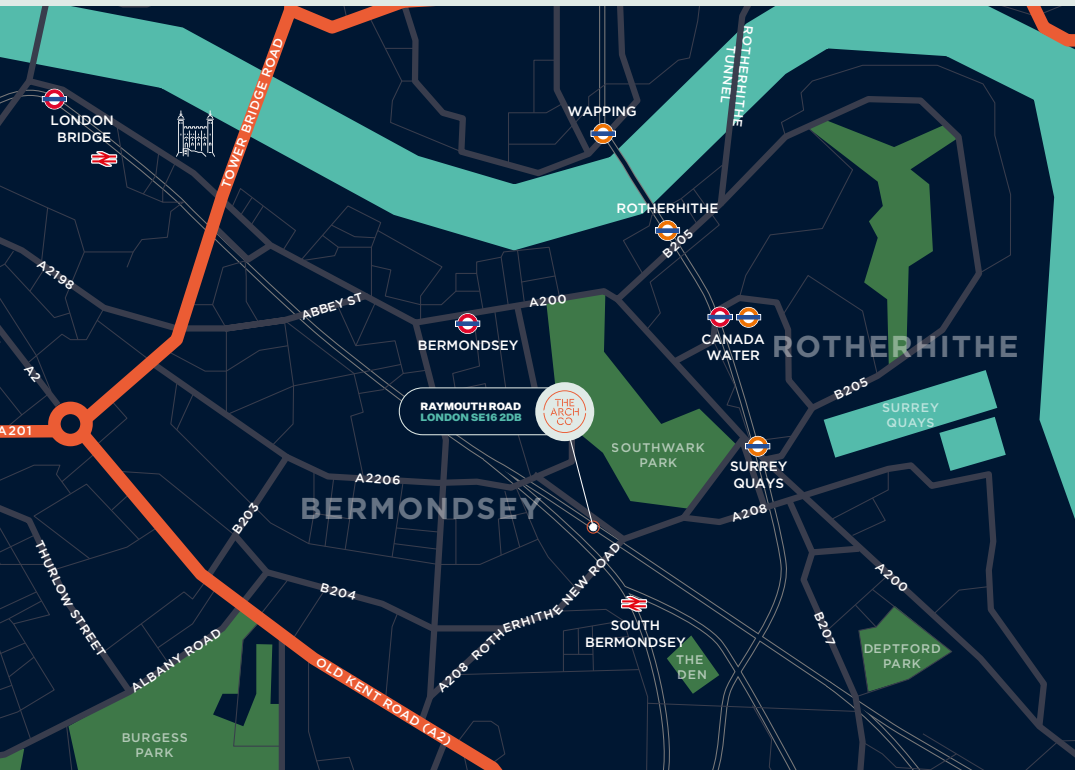 ROTHERHITHE
TUNNEL
TOWER BRIDGE ROAD
WAPPING
LONDON
BRIDGE
ROTHERHITHE
B205
A2198
ABBEY ST
A200
BERMONDSEY
CANADA
WATER
ROTHERHITHE
A2
B205
RAYMOUTH ROAD
LONDON SE16 2DB
THE
ARCH
CO
SURREY
QUAYS
A201
SOUTHWARK
PARK
SURREY
QUAYS
A2206
BERMONDSEY
B203
A208
THURLOW STREET
B204
A208 ROTHERHITHE NEW ROAD
A200
SOUTH
BERMONDSEY
B207
ALBANY ROAD
THE
DEN
DEPTFORD
PARK
OLD KENT ROAD (A2)
BURGESS
PARK